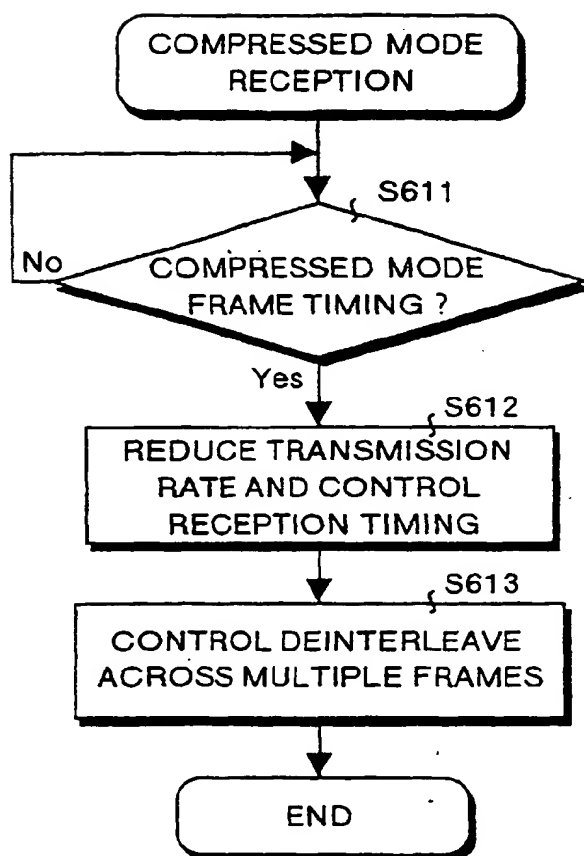 COMPRESSED MODE
RECEPTION
S611
No
COMPRESSED MODE
FRAME TIMING ?
Yes
S612
REDUCE TRANSMISSION
RATE AND CONTROL
RECEPTION TIMING
S613
CONTROL DEINTERLEAVE
ACROSS MULTIPLE FRAMES
END